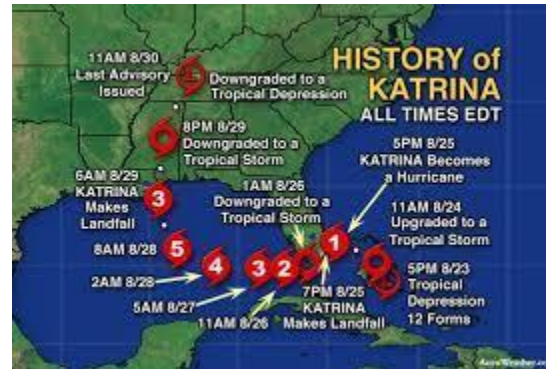 HISTORY of
KATRINA
ALL TIMES EDT
11AM 8/30
Last Advisory
Issued
Downgraded to a
Tropical Depression
8PM 8/29
Downgraded to a
Tropical Storm
6AM 8/29
KATRINA
Makes
Landfall
3
8AM 8/28
5
2AM 8/28
4
5AM 8/27
3
11AM 8/26
2
1AM 8/26
Downgraded to a
Tropical Storm
7PM 8/25
KATRINA
Makes Landfall
1
5PM 8/25
KATRINA Becomes
a Hurricane
11AM 8/24
Upgraded to a
Tropical Storm
5PM 8/23
Tropical
Depression
12 Forms